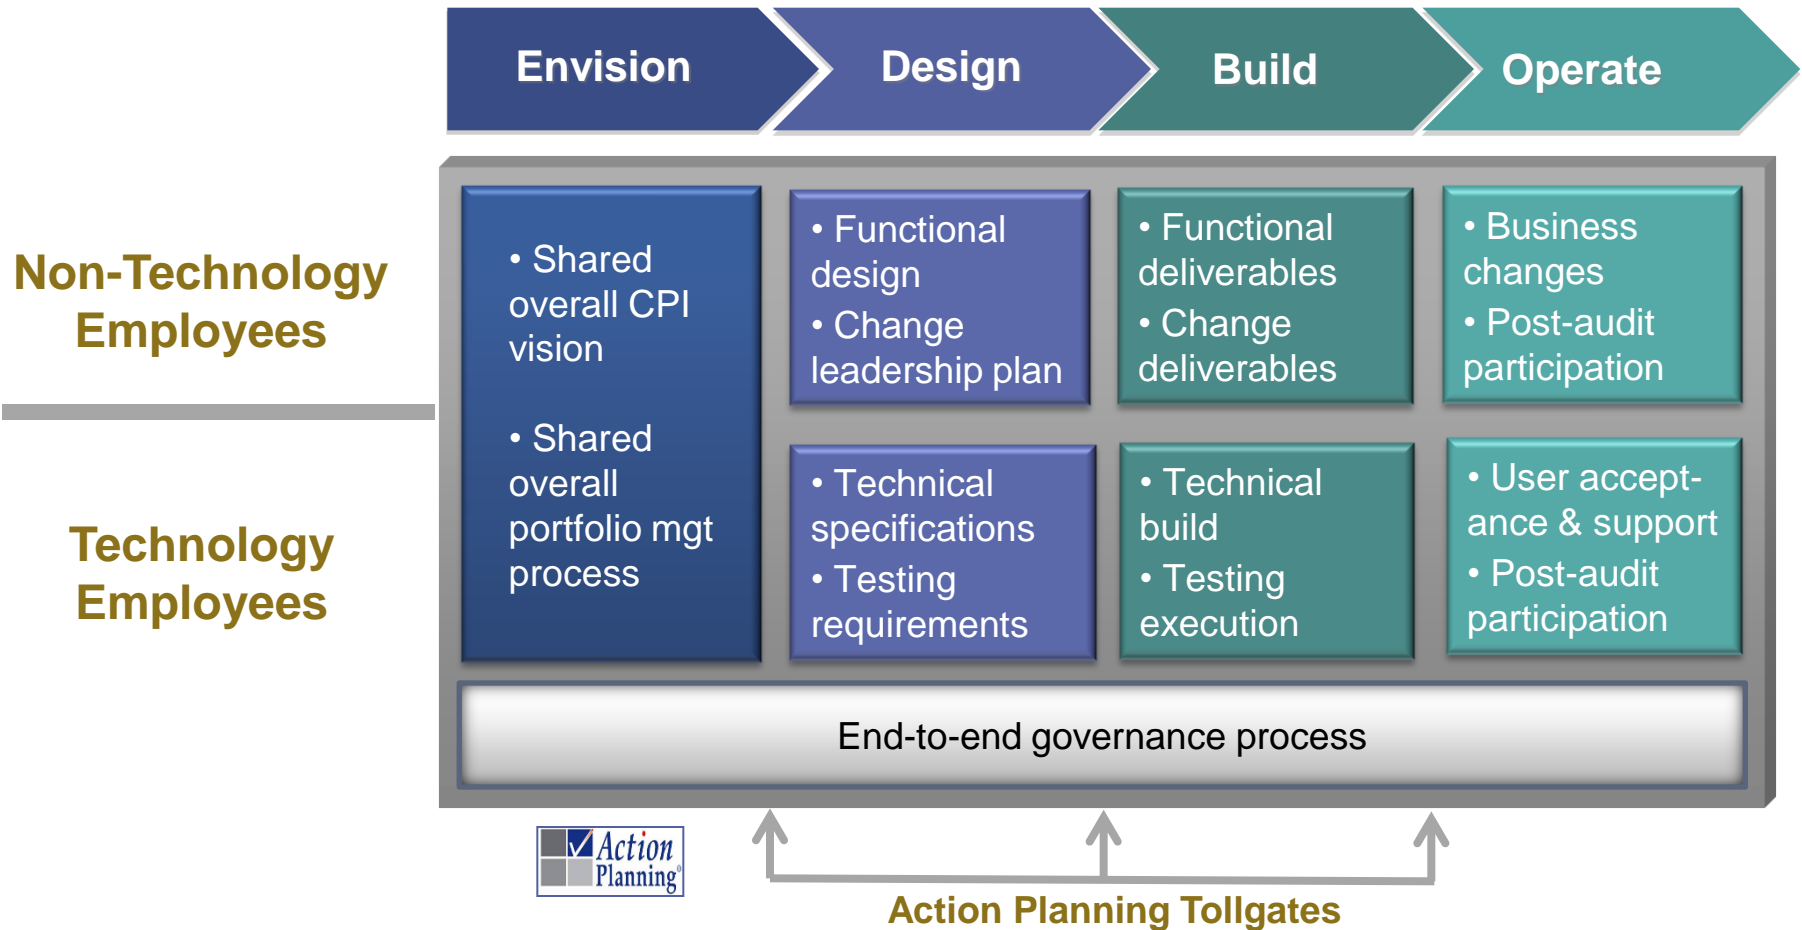 Envision
Design
Build
Operate
Non-Technology
Employees
Technology
Employees
• Shared
overall CPI
vision
• Shared
overall
portfolio mgt
process
• Functional
design
• Change
leadership plan
• Functional
deliverables
• Change
deliverables
• Business
changes
• Post-audit
participation
• Technical
specifications
• Testing
requirements
• Technical
build
• Testing
execution
• User accept-
ance & support
• Post-audit
participation
End-to-end governance process
Action
Planning®
Action Planning Tollgates